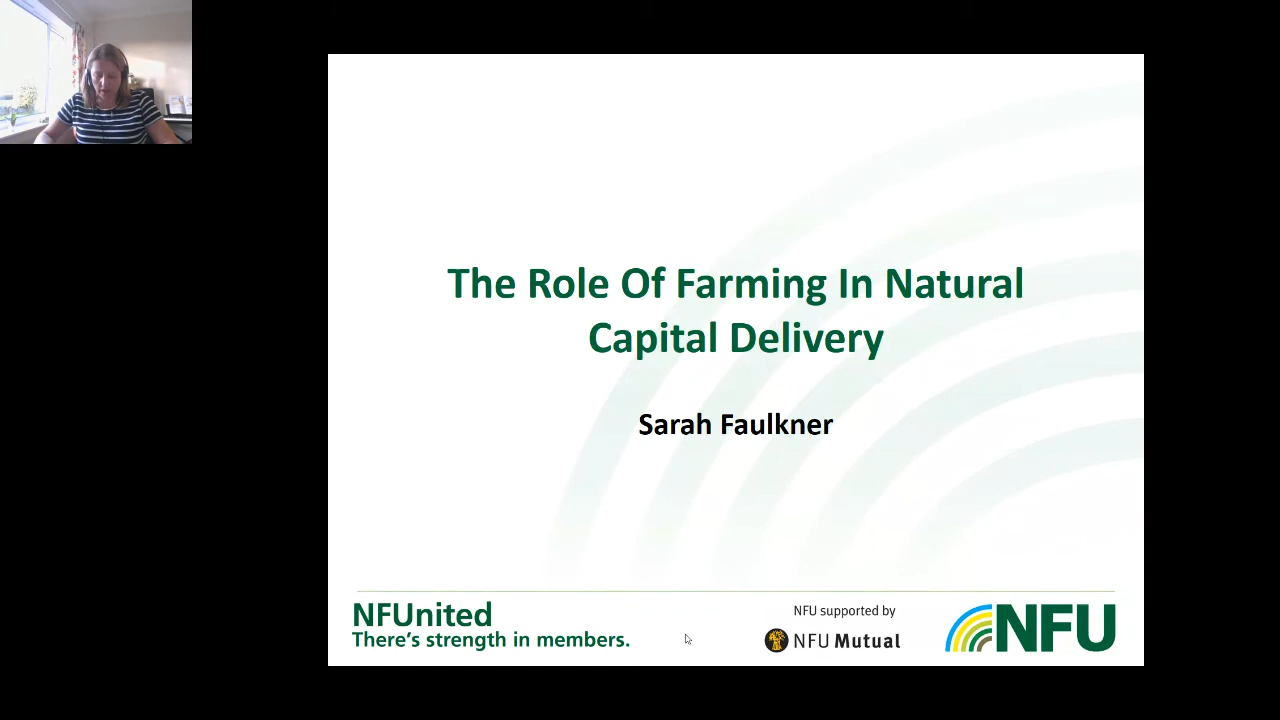 The Role Of Farming In Natural
Capital Delivery
Sarah Faulkner
NFUnited
There's strength in members.
NFU supported by
NFU Mutual
NFU